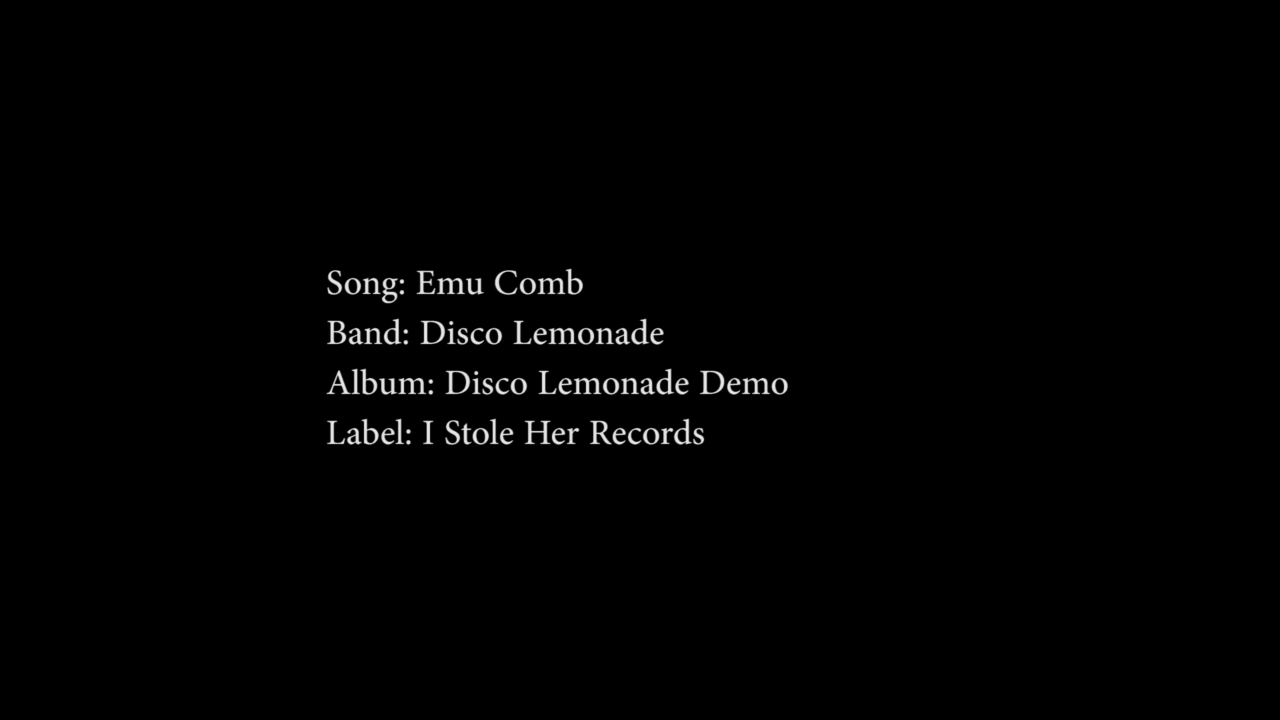 Song: Emu Comb
Band: Disco Lemonade
Album: Disco Lemonade Demo
Label: I Stole Her Records